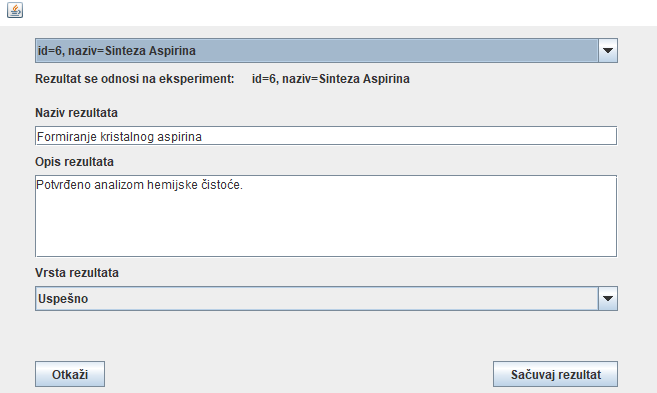 id=6, naziv=Sinteza Aspirina
Rezultat se odnosi na eksperiment: id=6, naziv=Sinteza Aspirina
Naziv rezultata
Formiranje kristalnog aspirina
Opis rezultata
Potvrđeno analizom hemijske čistoće.
Vrsta rezultata
Uspešno
Otkaži Sačuvaj rezultat